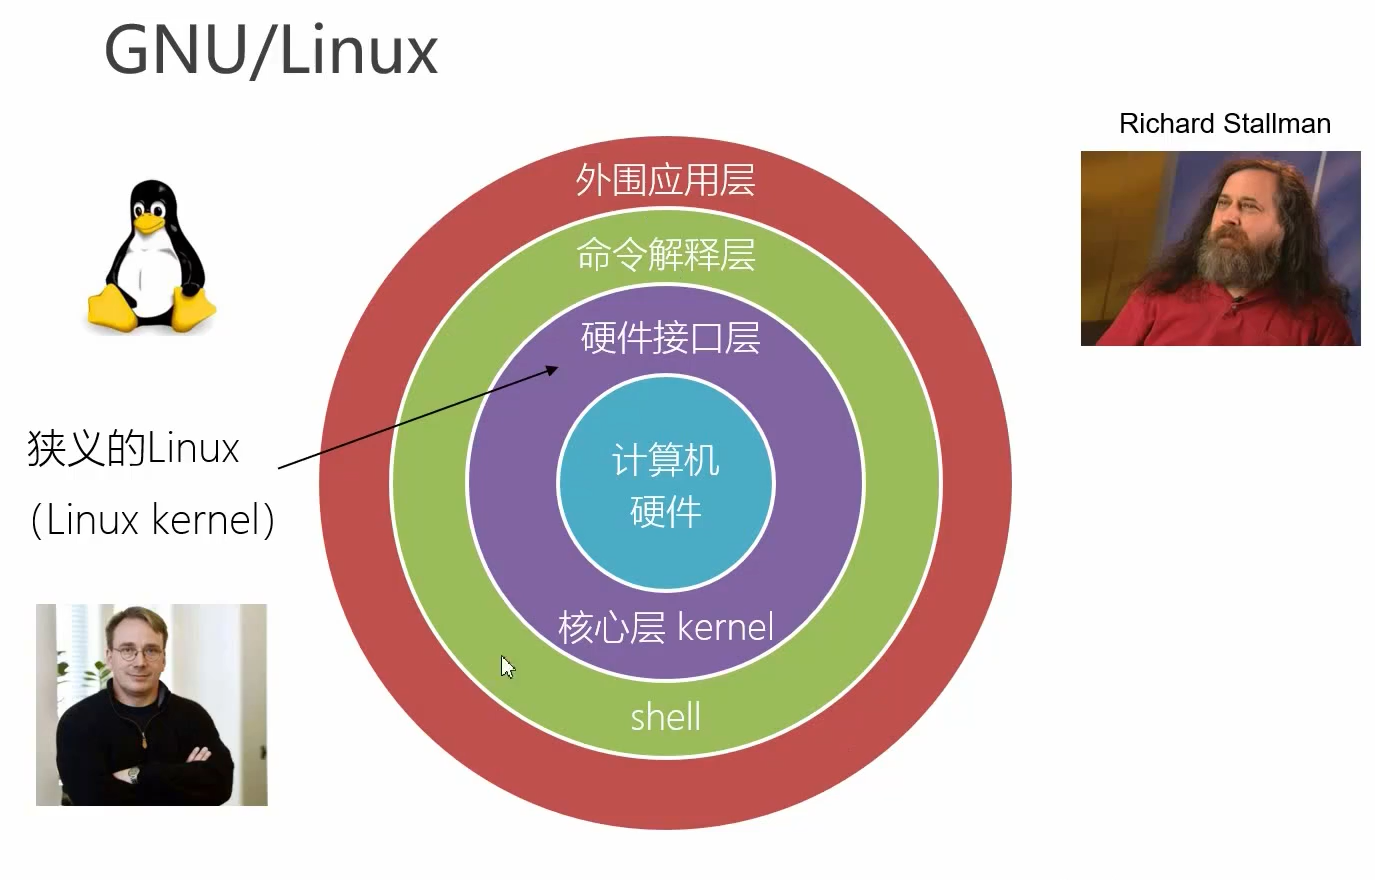 GNU/Linux
Richard Stallman
外围应用层
命令解释层
硬件接口层
计算机
硬件
核心层 kernel
shell
狭义的Linux
(Linux kernel)